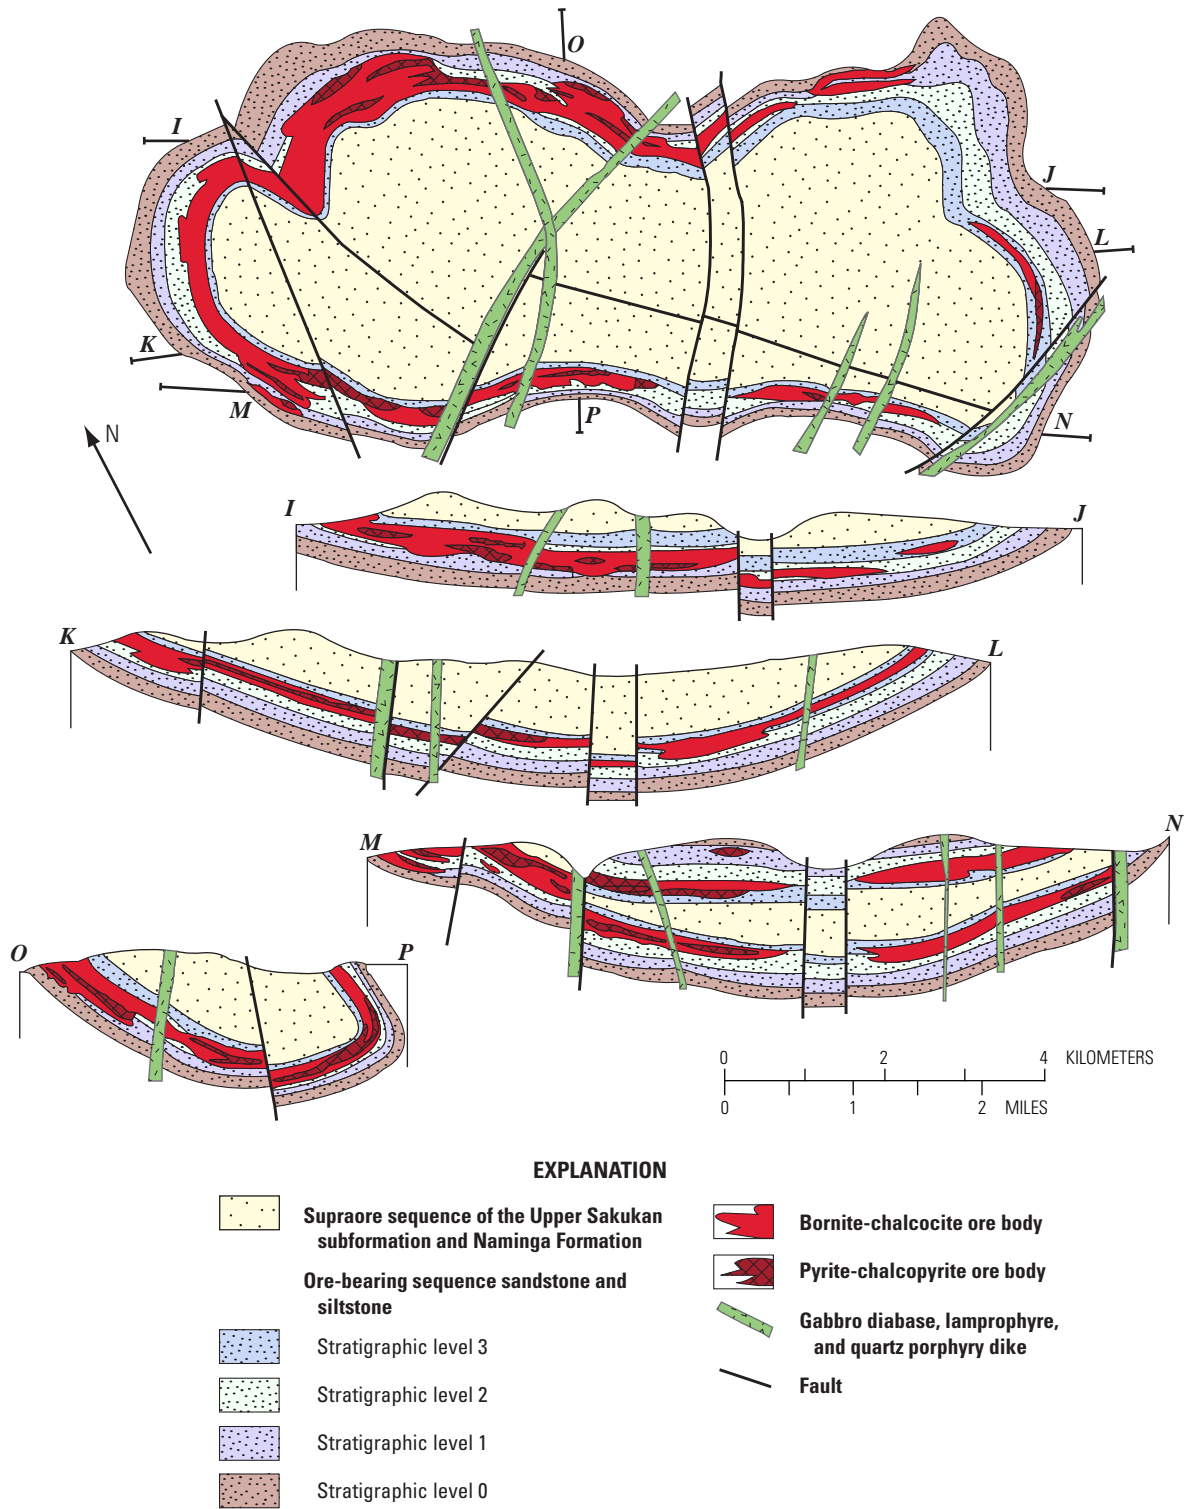 O
I
J
L
K
M
P
N
N
I
J
K
L
M
N
O
P
0 2 4 KILOMETERS
0 1 2 MILES
EXPLANATION
Supraore sequence of the Upper Sakukan
subformation and Naminga Formation
Ore-bearing sequence sandstone and
siltstone
Stratigraphic level 3
Stratigraphic level 2
Stratigraphic level 1
Stratigraphic level 0
Bornite-chalcocite ore body
Pyrite-chalcopyrite ore body
Gabbro diabase, lamprophyre,
and quartz porphyry dike
Fault